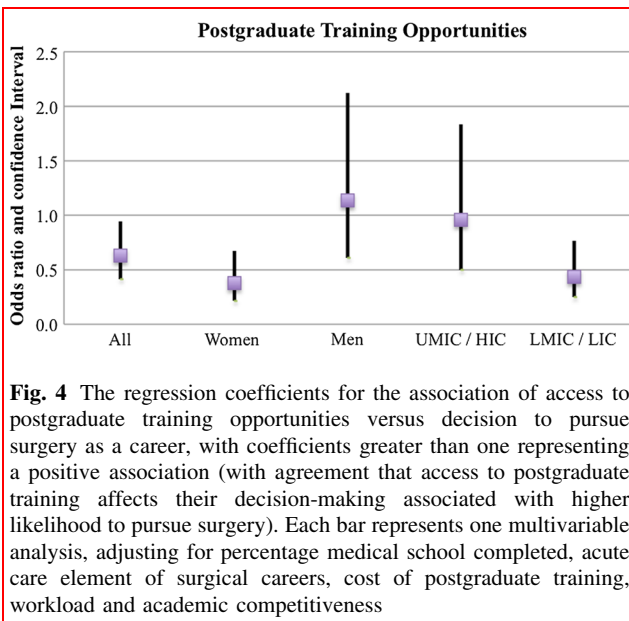 Postgraduate Training Opportunities
Odds ratio and confidence Interval
2.5
2.0
1.5
1.0
0.5
0.0
All Women Men UMIC / HIC LMIC / LIC
Fig. 4 The regression coefficients for the association of access to
postgraduate training opportunities versus decision to pursue
surgery as a career, with coefficients greater than one representing
a positive association (with agreement that access to postgraduate
training affects their decision-making associated with higher
likelihood to pursue surgery). Each bar represents one multivariable
analysis, adjusting for percentage medical school completed, acute
care element of surgical careers, cost of postgraduate training,
workload and academic competitiveness